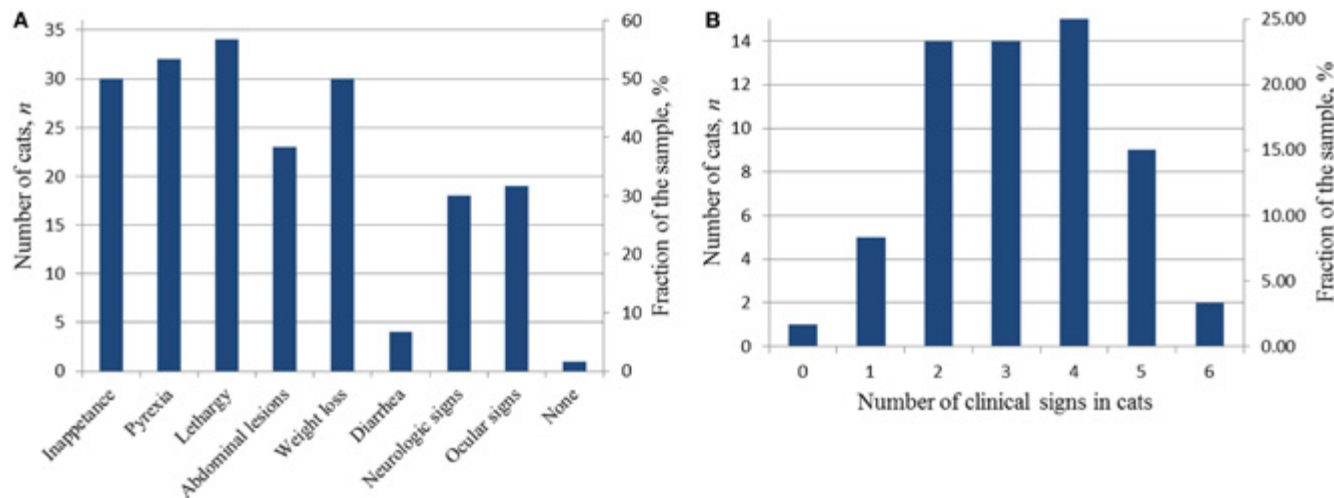 A
35
30
25
20
15
10
5
0
Number of cats, n
60
50
40
30
20
10
0
Fraction of the sample, %
Inappetance
Pyrexia
Lethargy
Abdominal lesions
Weight loss
Diarrhea
Neurologic signs
Ocular signs
None
B
14
12
10
8
6
4
2
0
Number of cats, n
25.00
20.00
15.00
10.00
5.00
0.00
Fraction of the sample, %
0 1 2 3 4 5 6
Number of clinical signs in cats